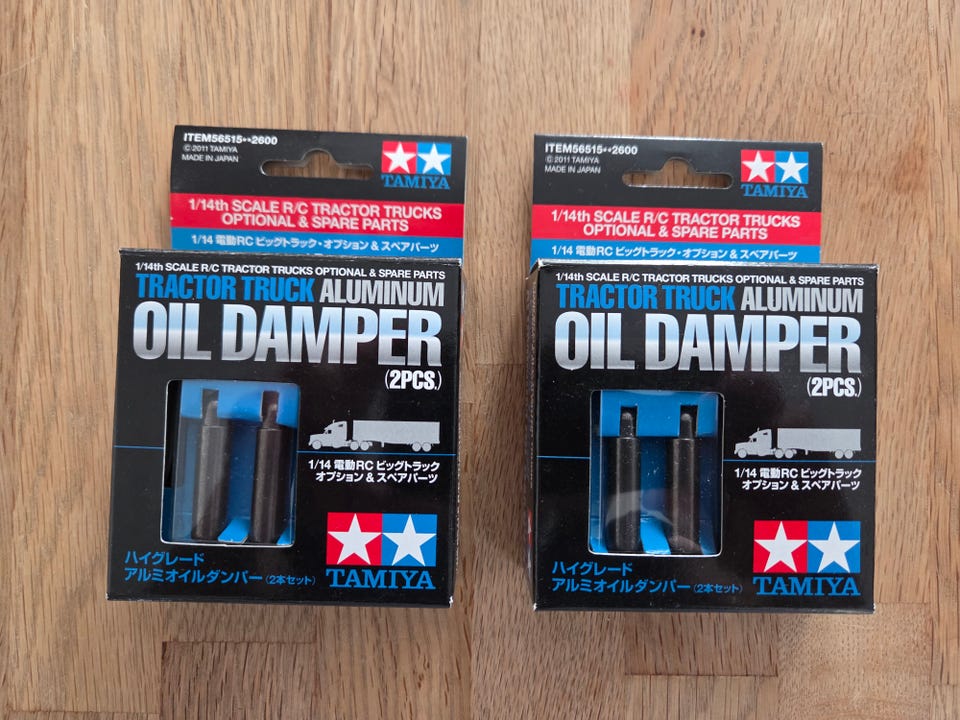 ITEM56515**2600
©2011 TAMIYA
MADE IN JAPAN
TAMIYA
1/14th SCALE R/C TRACTOR TRUCKS
OPTIONAL & SPARE PARTS
1/14 電動RC ビッグトラック・オプション & スペアパーツ
1/14th SCALE R/C TRACTOR TRUCKS OPTIONAL & SPARE PARTS
TRACTOR TRUCK ALUMINUM
OIL DAMPER
(2PCS.)
1/14 電動RC ビッグトラック
オプション & スペアパーツ
ハイグレード
アルミオイルダンパー(2本セット)
TAMIYA
ITEM56515**2600
©2011 TAMIYA
MADE IN JAPAN
TAMIYA
1/14th SCALE R/C TRACTOR TRUCKS
OPTIONAL & SPARE PARTS
1/14 電動RC ビッグトラック・オプション & スペアパーツ
1/14th SCALE R/C TRACTOR TRUCKS OPTIONAL & SPARE PARTS
TRACTOR TRUCK ALUMINUM
OIL DAMPER
(2PCS.)
1/14 電動RC ビッグトラック
オプション & スペアパーツ
ハイグレード
アルミオイルダンパー(2本セット)
TAMIYA